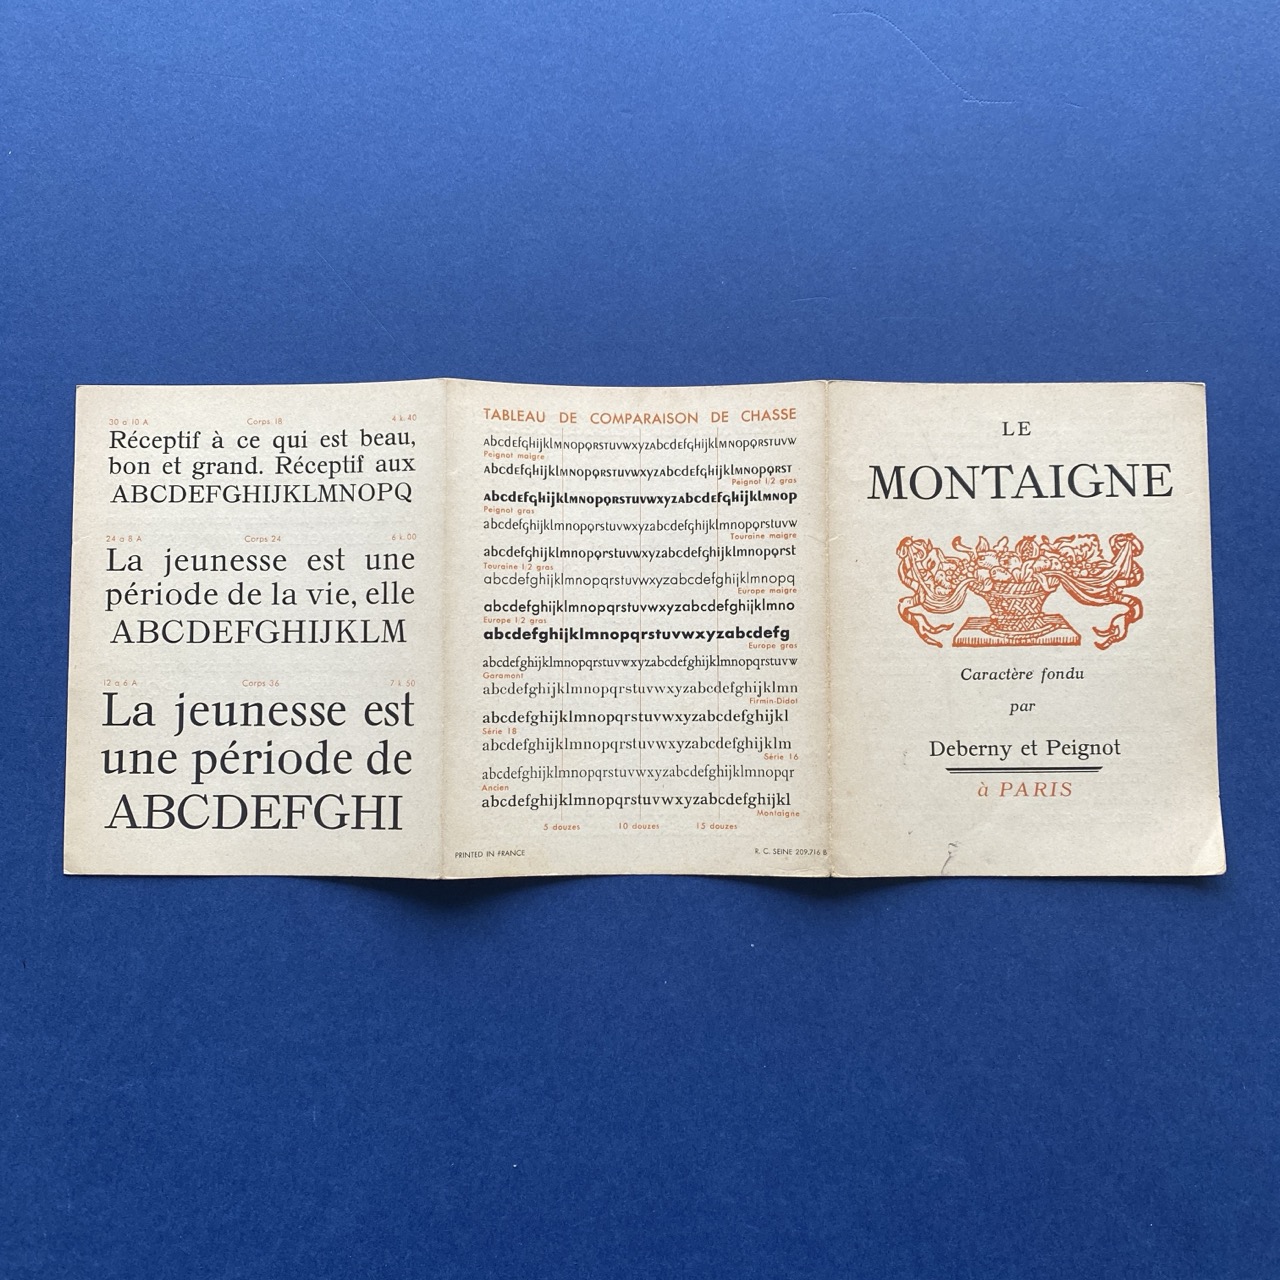 30 a 10 A Corps 18 4 k. 40
Réceptif à ce qui est beau,
bon et grand. Réceptif aux
ABCDEFGHIJKLMNOPQ
24 a 8 A Corps 24 6 k. 00
La jeunesse est une
période de la vie, elle
ABCDEFGHIJKLM
12 a 6 A Corps 36 7 k. 50
La jeunesse est
une période de
ABCDEFGHI
TABLEAU DE COMPARAISON DE CHASSE
AbcdEfghijklMNOPQRSTUVWXYZAbcdEfghijklMNOPQRSTUVW
Peignot maigre
AbcdEfghijklMNOPQRSTUVWXYZAbcdEfghijklMNOPQRST
Peignot 1/2 gras
AbcdEfghijklMNOPQRSTUVWXYZAbcdEfghijklMNOP
Peignot gras
abcdefghijklmnopqrstuvwxyzabcdefghijklmnopqrstuvw
Touraine maigre
abcdefghijklmnopqrstuvwxyzabcdefghijklmnopqrst
Touraine 1/2 gras
abcdefghijklmnopqrstuvwxyzabcdefghijklmnopq
Europe maigre
abcdefghijklmnopqrstuvwxyzabcdefghijklmno
Europe 1/2 gras
abcdefghijklmnopqrstuvwxyzabcdefg
Europe gras
abcdefghijklmnopqrstuvwxyzabcdefghijklmnopqrstuvw
Garamont
abcdefghijklmnopqrstuvwxyzabcdefghijklmn
Firmin-Didot
abcdefghijklmnopqrstuvwxyzabcdefghijkl
Série 18
abcdefghijklmnopqrstuvwxyzabcdefghijklm
Série 16
abcdefghijklmnopqrstuvwxyzabcdefghijklmnopqr
Ancien
abcdefghijklmnopqrstuvwxyzabcdefghijkl
Montaigne
5 douzes 10 douzes 15 douzes
PRINTED IN FRANCE R. C. SEINE 209.716 B
LE
MONTAIGNE
Caractère fondu
par
Deberny et Peignot
à PARIS